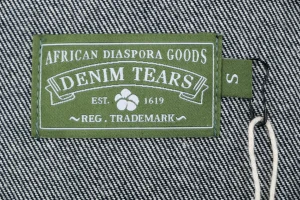 AFRICAN DIASPORA GOODS
DENIM TEARS
EST. 1619
~REG. TRADEMARK~
S